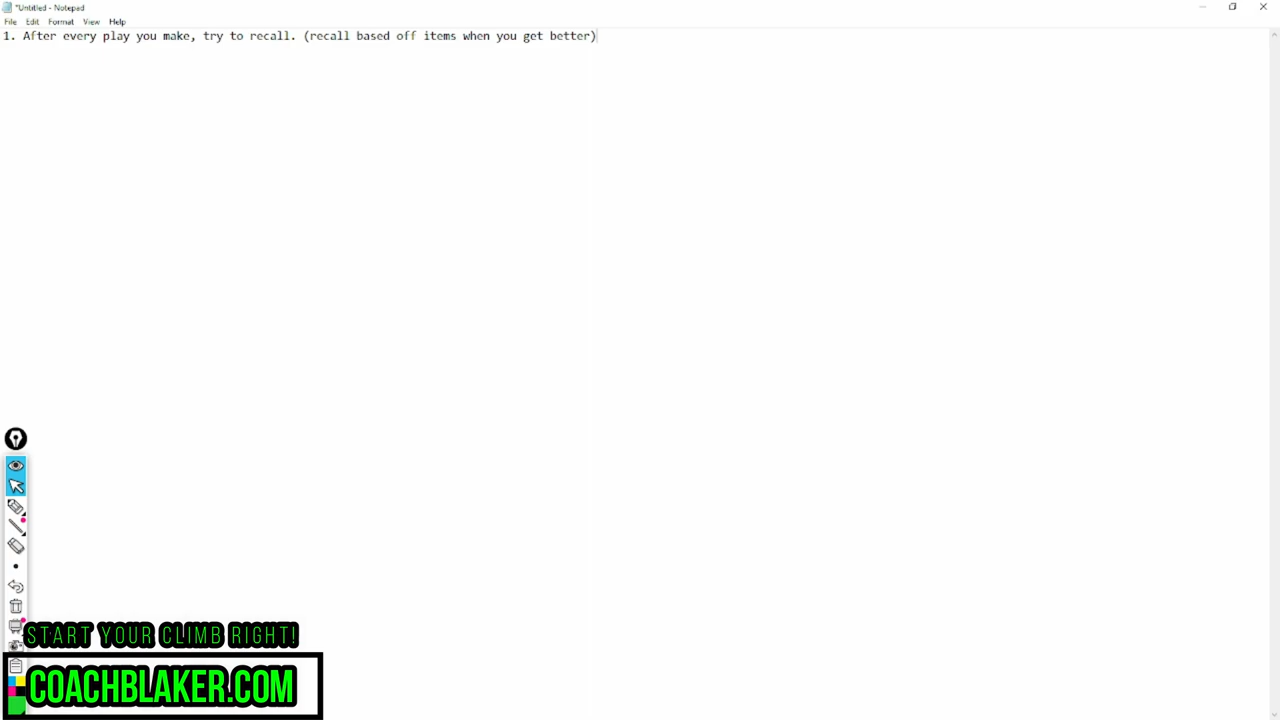 *Untitled - Notepad
File Edit Format View Help
1. After every play you make, try to recall. (recall based off items when you get better)
START YOUR CLIMB RIGHT!
COACHBLAKER.COM